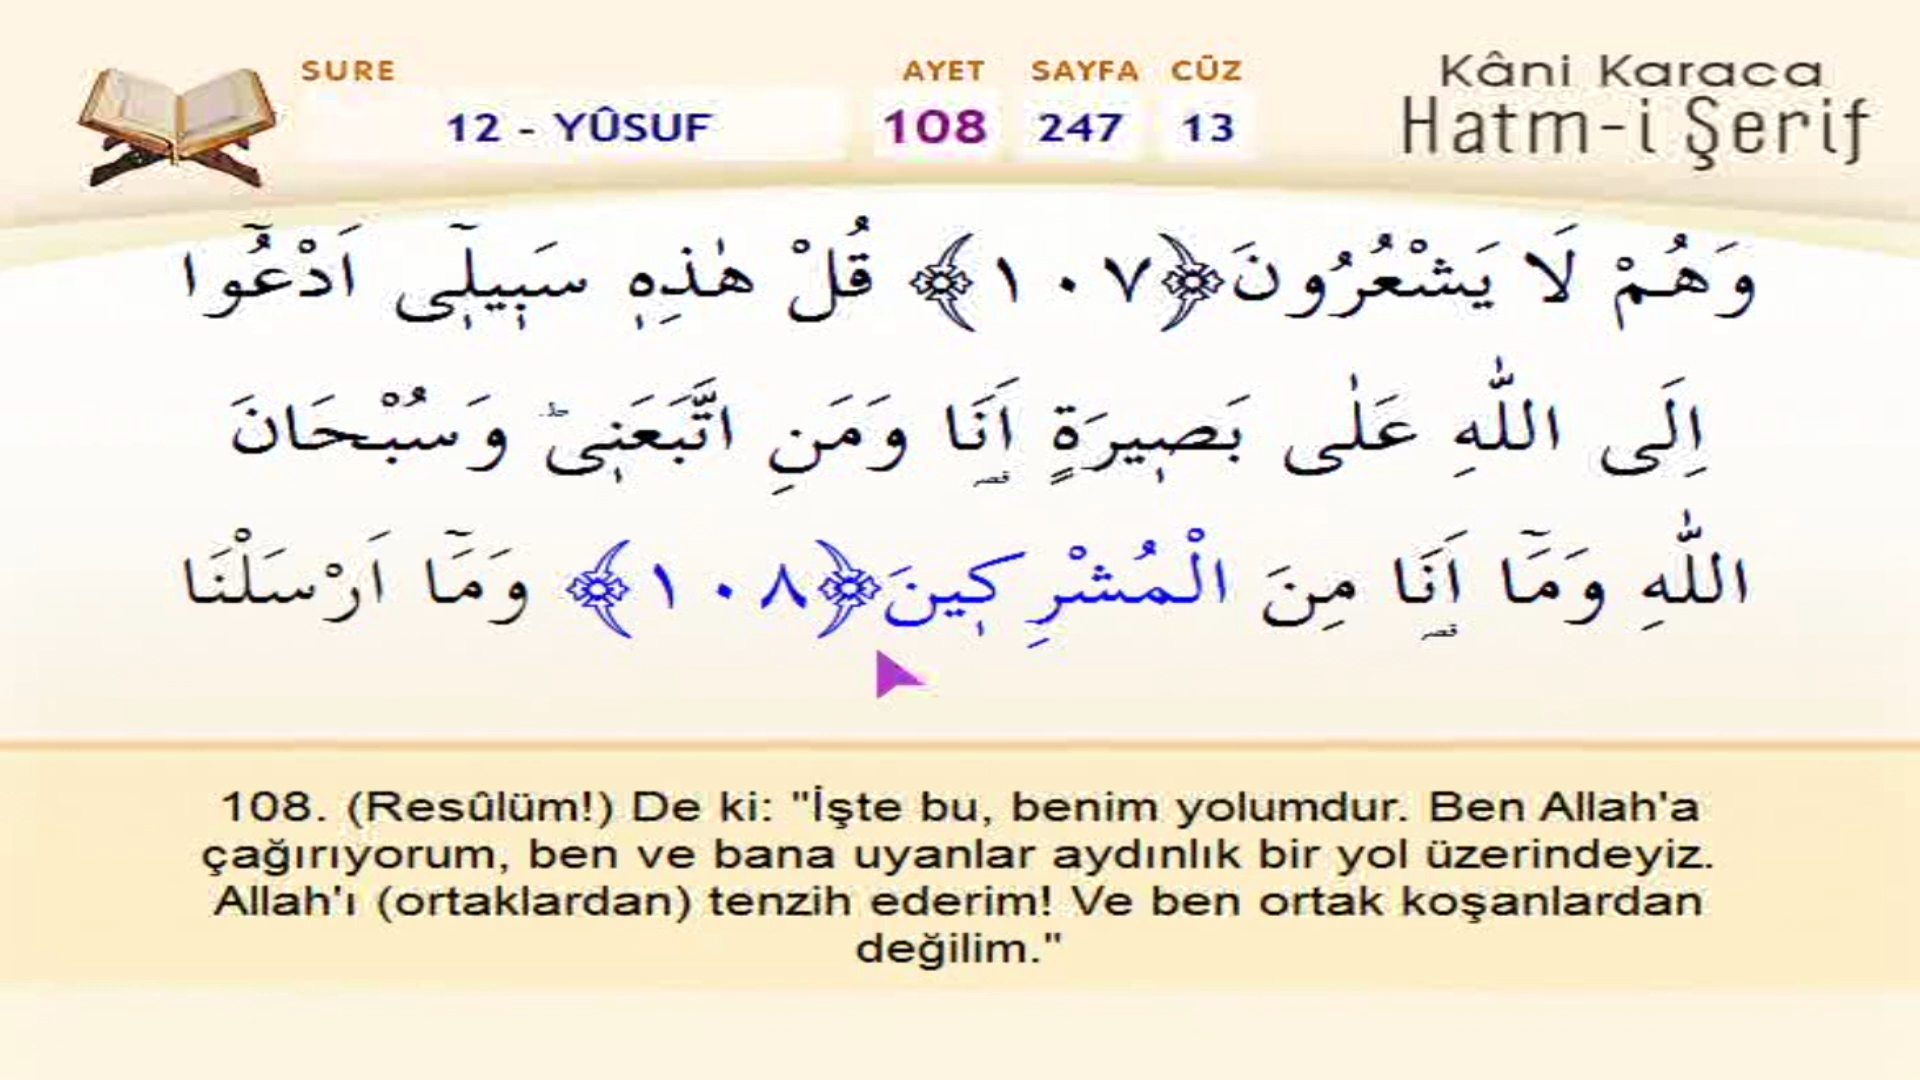 SURE
12 - YÛSUF
AYET
108
SAYFA
247
CÜZ
13
Kâni Karaca
Hatm-i Şerif
وَهُمْ لَا يَشْعُرُونَ ﴿١٠٧﴾ قُلْ هٰذِه۪ سَب۪يل۪ٓي اَدْعُٓوا
اِلَى اللّٰهِ عَلٰى بَص۪يرَةٍ اَنَا۬ وَمَنِ اتَّبَعَن۪يۜ وَسُبْحَانَ
اللّٰهِ وَمَٓا اَنَا۬ مِنَ الْمُشْرِك۪ينَ ﴿١٠٨﴾ وَمَٓا اَرْسَلْنَا
108. (Resûlüm!) De ki: "İşte bu, benim yolumdur. Ben Allah'a
çağırıyorum, ben ve bana uyanlar aydınlık bir yol üzerindeyiz.
Allah'ı (ortaklardan) tenzih ederim! Ve ben ortak koşanlardan
değilim."